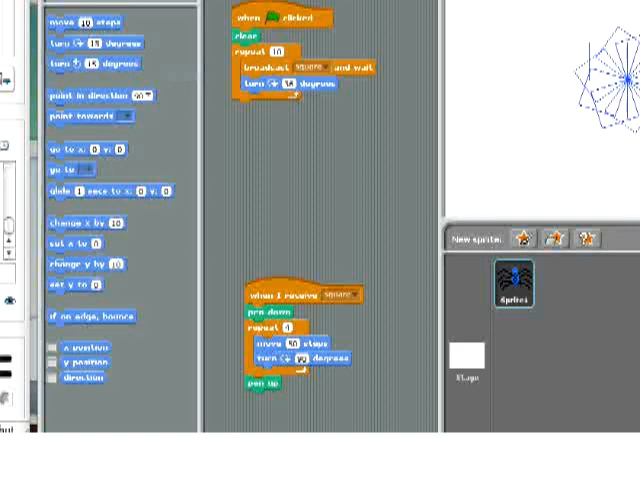 move 10 steps
turn 15 degrees
turn 15 degrees
point in direction 90
point towards
go to x: 0 y: 0
go to
glide 1 secs to x: 0 y: 0
change x by 10
set x to 0
change y by 10
set y to 0
if on edge, bounce
x position
y position
direction
when clicked
clear
repeat 10
broadcast square and wait
turn 36 degrees
when I receive square
pen down
repeat 4
move 50 steps
turn 90 degrees
pen up
New sprite:
Sprite1
Stage